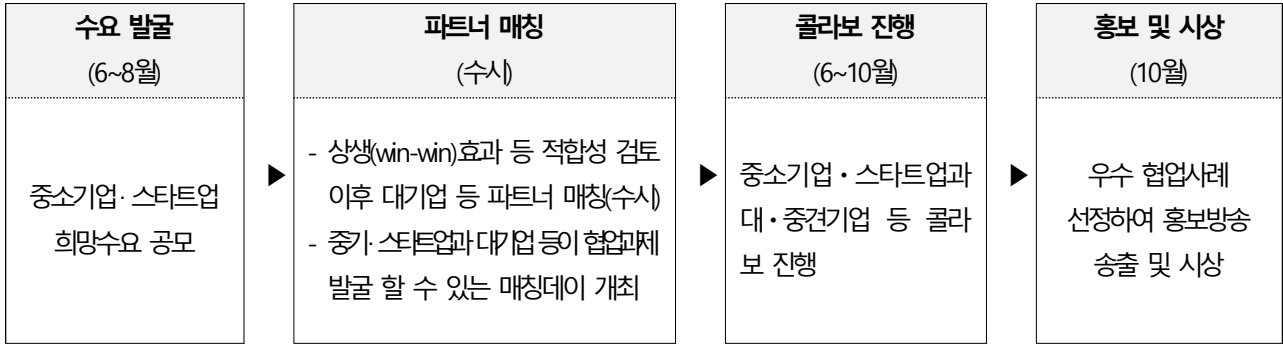 수요 발굴
(6~8월)
중소기업· 스타트업
희망수요 공모
▶
파트너 매칭
(수시)
- 상생(win-win)효과 등 적합성 검토
이후 대기업 등 파트너 매칭(수시)
- 중기· 스타트업과 대기업 등이 협업과제
발굴 할 수 있는 매칭데이 개최
▶
콜라보 진행
(6~10월)
중소기업・스타트업과
대・중견기업 등 콜라
보 진행
▶
홍보 및 시상
(10월)
우수 협업사례
선정하여 홍보방송
송출 및 시상